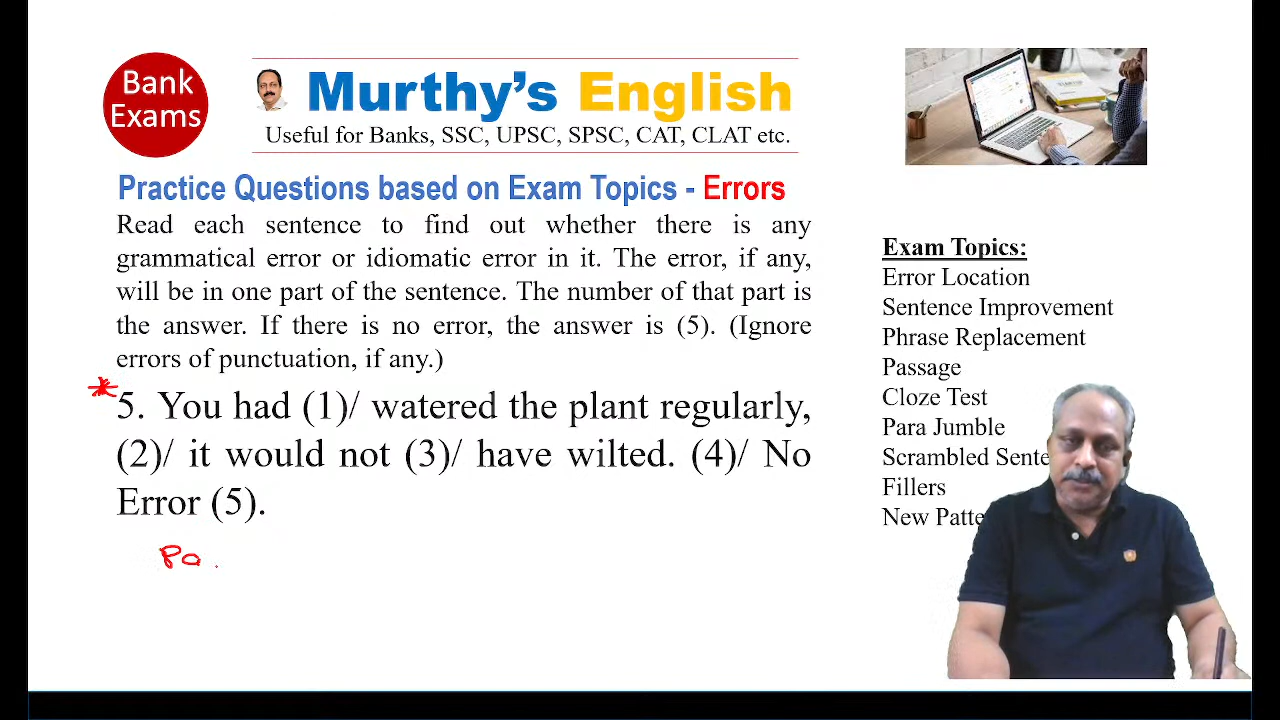 Bank
Exams
Murthy's English
Useful for Banks, SSC, UPSC, SPSC, CAT, CLAT etc.
Practice Questions based on Exam Topics - Errors
Read each sentence to find out whether there is any
grammatical error or idiomatic error in it. The error, if any,
will be in one part of the sentence. The number of that part is
the answer. If there is no error, the answer is (5). (Ignore
errors of punctuation, if any.)
5. You had (1)/ watered the plant regularly,
(2)/ it would not (3)/ have wilted. (4)/ No
Error (5).
Pa
Exam Topics:
Error Location
Sentence Improvement
Phrase Replacement
Passage
Cloze Test
Para Jumble
Scrambled Sente
Fillers
New Patte